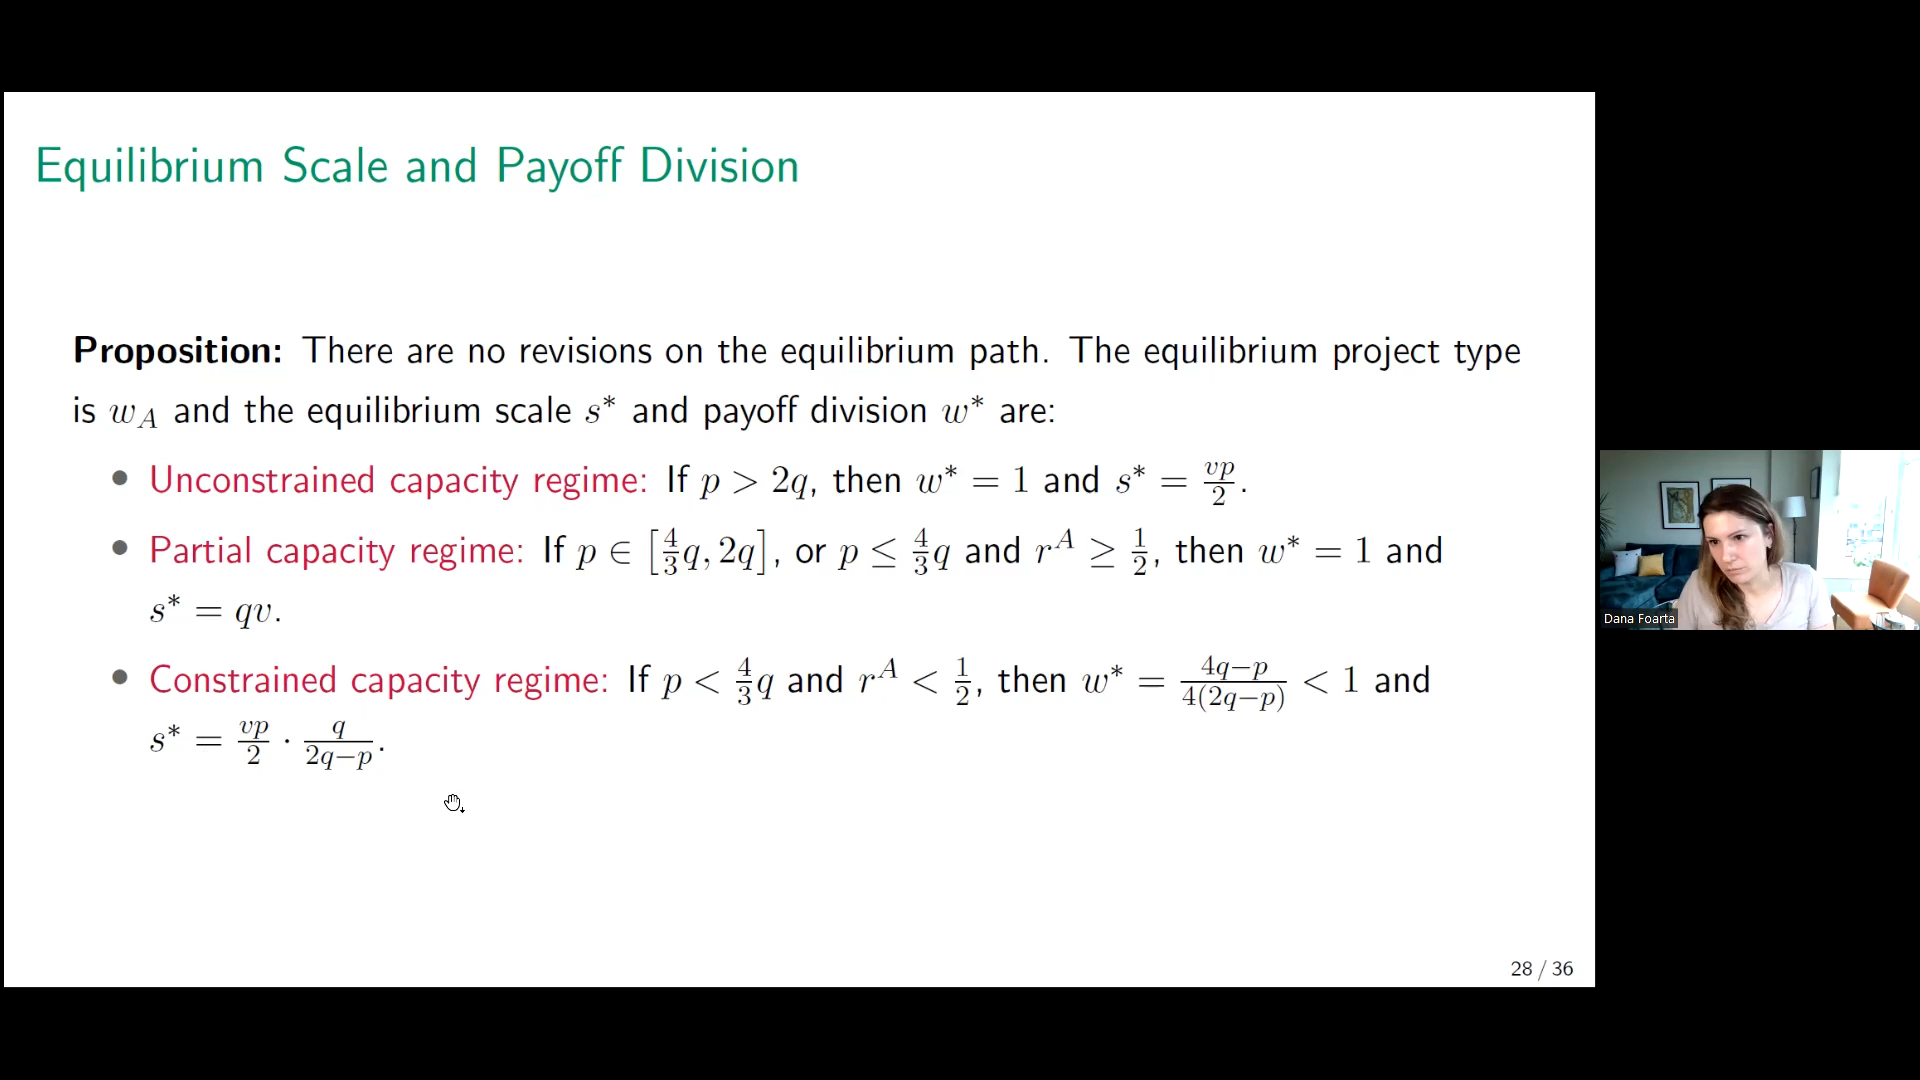 Equilibrium Scale and Payoff Division
Proposition: There are no revisions on the equilibrium path. The equilibrium project type
is w_A and the equilibrium scale s* and payoff division w* are:
• Unconstrained capacity regime: If p > 2q, then w* = 1 and s* = vp/2.
• Partial capacity regime: If p ∈ [4/3 q, 2q], or p ≤ 4/3 q and r^A ≥ 1/2, then w* = 1 and
s* = qv.
• Constrained capacity regime: If p < 4/3 q and r^A < 1/2, then w* = (4q−p)/(4(2q−p)) < 1 and
s* = vp/2 · q/(2q−p).
28 / 36
Dana Foarta